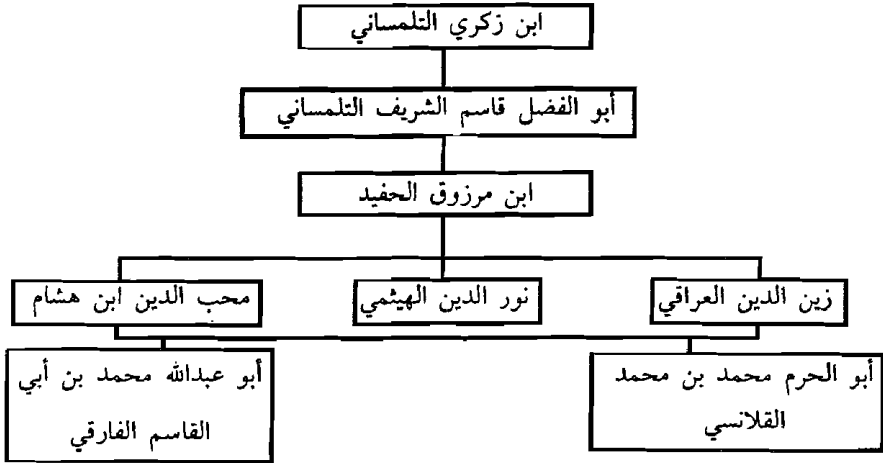 ابن زكري التلمساني
أبو الفضل قاسم الشريف التلمساني
ابن مرزوق الحفيد
زين الدين العراقي
نور الدين الهيثمي
محب الدين ابن هشام
أبو الحرم محمد بن محمد
القلانسي
أبو عبدالله محمد بن أبي
القاسم الفارقي